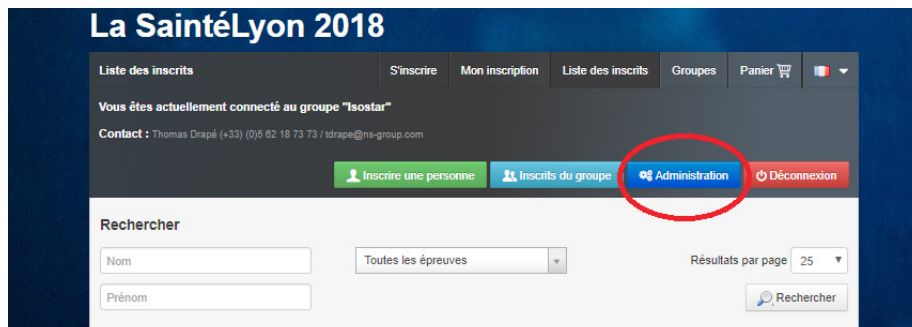 La SaintéLyon 2018
Liste des inscrits S'inscrire Mon inscription Liste des inscrits Groupes Panier
Vous êtes actuellement connecté au groupe "Isostar"
Contact : Thomas Drapé (+33) (0)5 62 18 73 73 / tdrape@ns-group.com
Inscrire une personne Inscrits du groupe Administration Déconnexion
Rechercher
Nom Toutes les épreuves Résultats par page 25
Prénom Rechercher